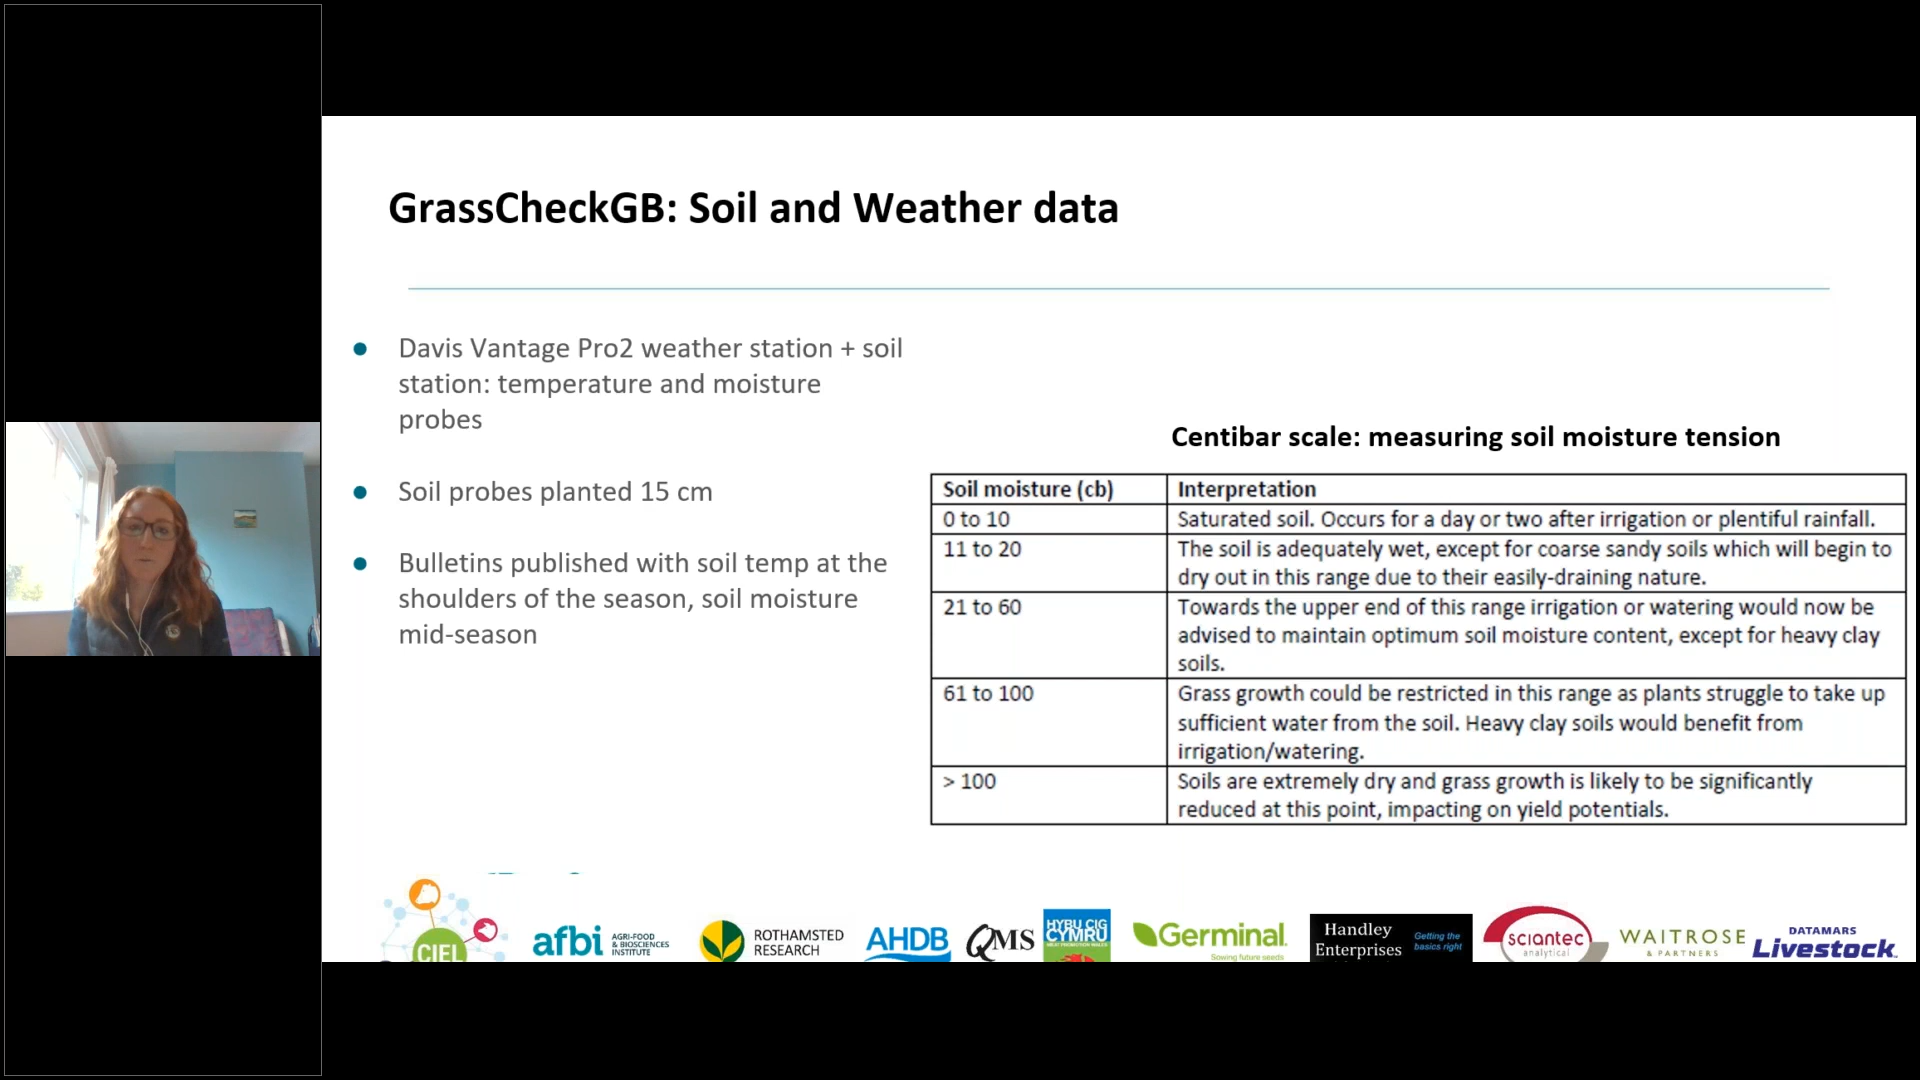 GrassCheckGB: Soil and Weather data
Davis Vantage Pro2 weather station + soil
station: temperature and moisture
probes
Soil probes planted 15 cm
Bulletins published with soil temp at the
shoulders of the season, soil moisture
mid-season
Centibar scale: measuring soil moisture tension
Soil moisture (cb) Interpretation
0 to 10 Saturated soil. Occurs for a day or two after irrigation or plentiful rainfall.
11 to 20 The soil is adequately wet, except for coarse sandy soils which will begin to
dry out in this range due to their easily-draining nature.
21 to 60 Towards the upper end of this range irrigation or watering would now be
advised to maintain optimum soil moisture content, except for heavy clay
soils.
61 to 100 Grass growth could be restricted in this range as plants struggle to take up
sufficient water from the soil. Heavy clay soils would benefit from
irrigation/watering.
> 100 Soils are extremely dry and grass growth is likely to be significantly
reduced at this point, impacting on yield potentials.
CIEL
afbi AGRI-FOOD
& BIOSCIENCES
INSTITUTE
ROTHAMSTED
RESEARCH
AHDB
QMS
HYBU CIG
CYMRU
MEAT PROMOTION WALES
Germinal
Sowing future seeds
Handley
Enterprises
Getting the
basics right
sciantec
analytical
WAITROSE
& PARTNERS
DATAMARS
Livestock